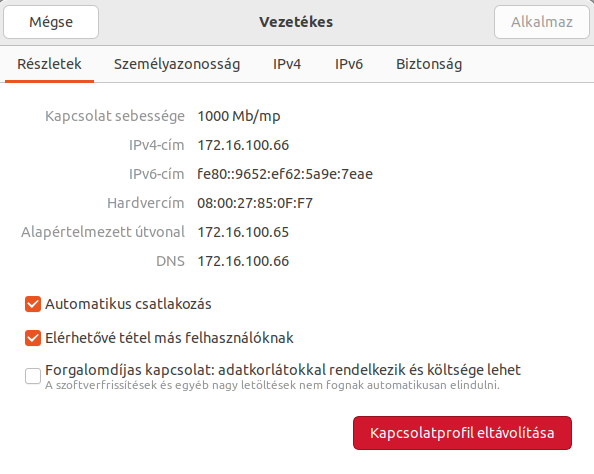 Mégse Vezetékes Alkalmaz
Részletek Személyazonosság IPv4 IPv6 Biztonság
Kapcsolat sebessége 1000 Mb/mp
IPv4-cím 172.16.100.66
IPv6-cím fe80::9652:ef62:5a9e:7eae
Hardvercím 08:00:27:85:0F:F7
Alapértelmezett útvonal 172.16.100.65
DNS 172.16.100.66
Automatikus csatlakozás
Elérhetővé tétel más felhasználóknak
Forgalomdíjas kapcsolat: adatkorlátokkal rendelkezik és költsége lehet
A szoftverfrissítések és egyéb nagy letöltések nem fognak automatikusan elindulni.
Kapcsolatprofil eltávolítása